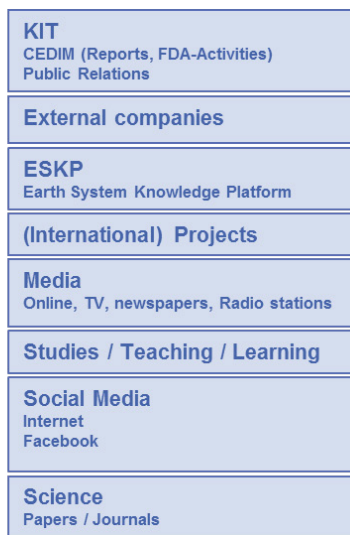 KIT
CEDIM (Reports, FDA-Activities)
Public Relations
External companies
ESKP
Earth System Knowledge Platform
(International) Projects
Media
Online, TV, newspapers, Radio stations
Studies / Teaching / Learning
Social Media
Internet
Facebook
Science
Papers / Journals